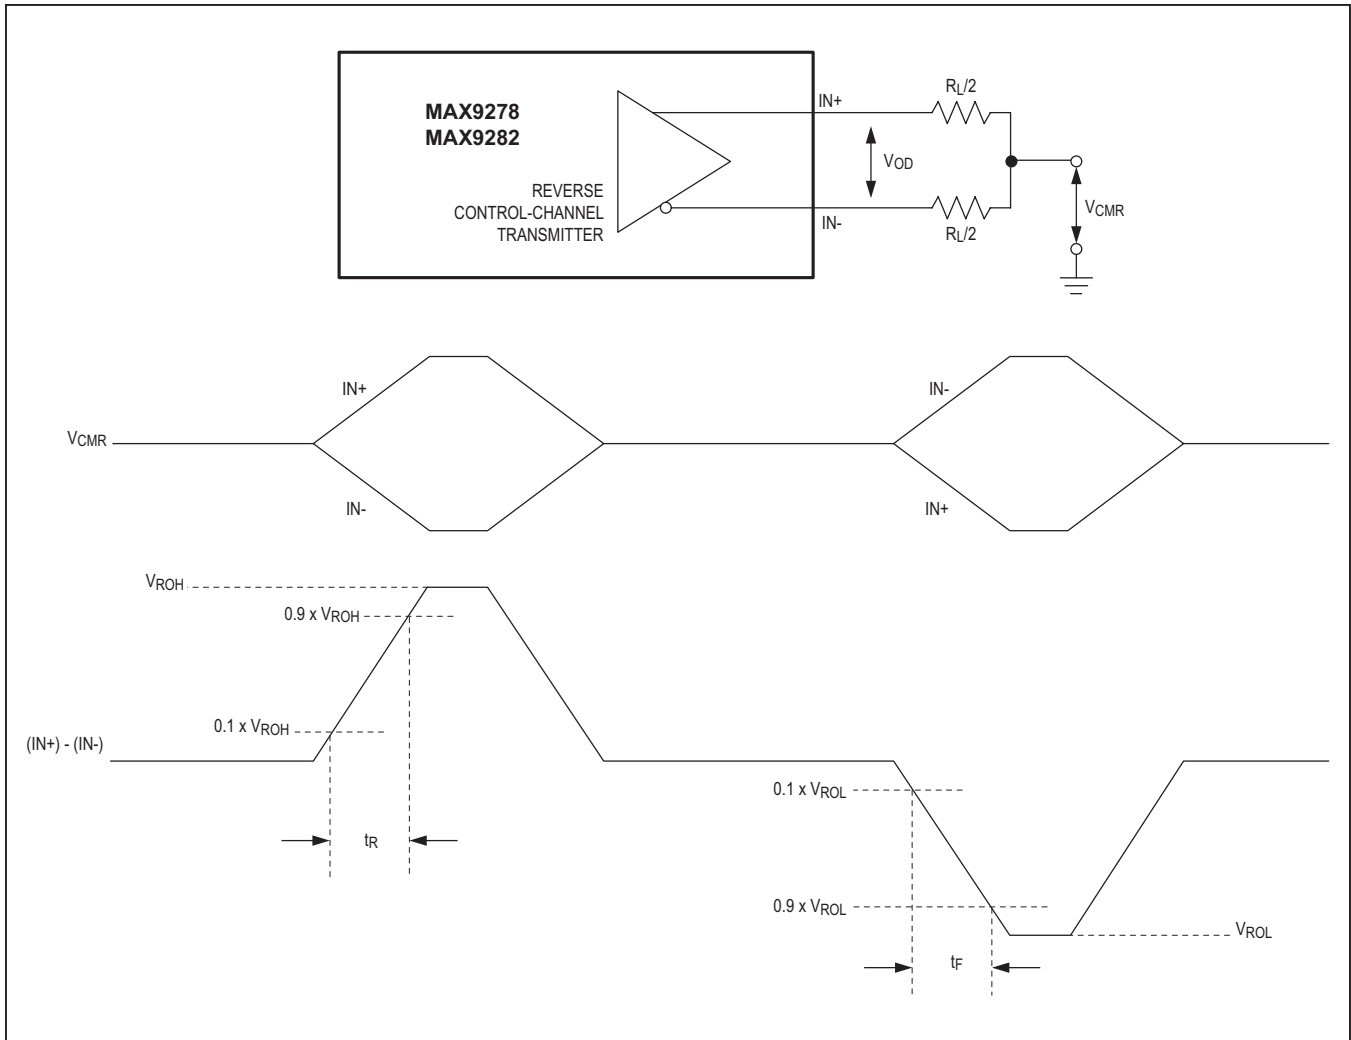 MAX9278
MAX9282
REVERSE
CONTROL-CHANNEL
TRANSMITTER
IN+
IN-
VOD
RL/2
RL/2
VCMR
VCMR
IN+
IN-
IN-
IN+
VROH
0.9 x VROH
0.1 x VROH
(IN+) - (IN-)
tR
0.1 x VROL
0.9 x VROL
VROL
tF